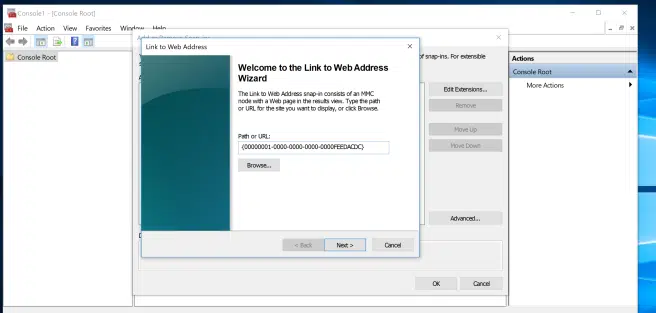 Console1 - [Console Root]
File Action View Favorites Window Help
Link to Web Address
of snap-ins. For extensible
Console Root
Welcome to the Link to Web Address
Wizard
The Link to Web Address snap-in consists of an MMC
node with a Web page in the results view. Type the path
or URL for the site you want to display, or click Browse.
Path or URL:
{00000001-0000-0000-0000-0000FEEDACDC}
Browse...
< Back
Next >
Cancel
Edit Extensions...
Remove
Move Up
Move Down
Advanced...
OK
Cancel
Actions
Console Root
More Actions